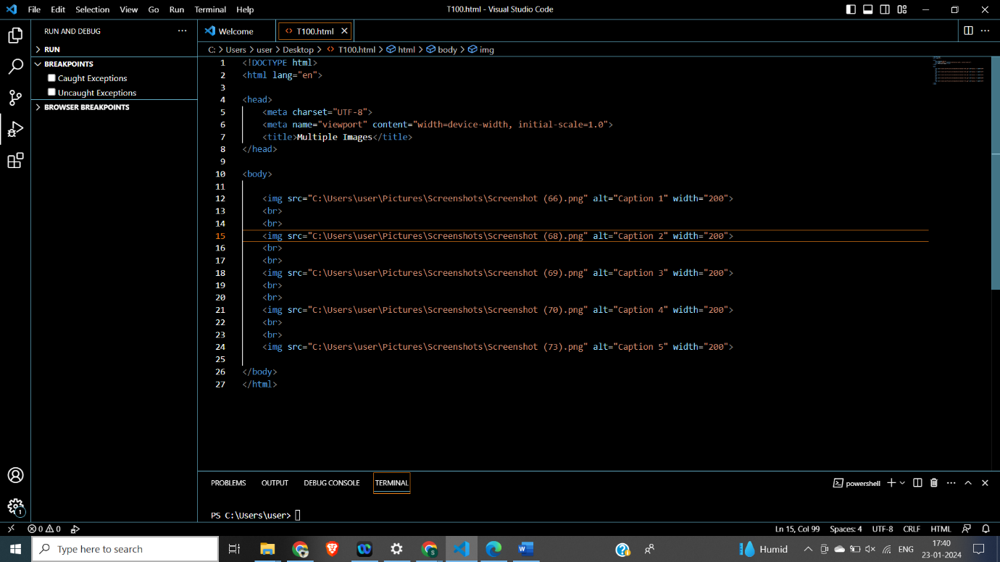 File Edit Selection View Go Run Terminal Help T100.html - Visual Studio Code
RUN AND DEBUG
Welcome
T100.html
C: > Users > user > Desktop > T100.html > html > body > img
RUN
BREAKPOINTS
Caught Exceptions
Uncaught Exceptions
BROWSER BREAKPOINTS
1 <!DOCTYPE html>
2 <html lang="en">
3
4 <head>
5 <meta charset="UTF-8">
6 <meta name="viewport" content="width=device-width, initial-scale=1.0">
7 <title>Multiple Images</title>
8 </head>
9
10 <body>
11
12 <img src="C:\Users\user\Pictures\Screenshots\Screenshot (66).png" alt="Caption 1" width="200">
13 <br>
14 <br>
15 <img src="C:\Users\user\Pictures\Screenshots\Screenshot (68).png" alt="Caption 2" width="200">
16 <br>
17 <br>
18 <img src="C:\Users\user\Pictures\Screenshots\Screenshot (69).png" alt="Caption 3" width="200">
19 <br>
20 <br>
21 <img src="C:\Users\user\Pictures\Screenshots\Screenshot (70).png" alt="Caption 4" width="200">
22 <br>
23 <br>
24 <img src="C:\Users\user\Pictures\Screenshots\Screenshot (73).png" alt="Caption 5" width="200">
25
26 </body>
27 </html>
PROBLEMS OUTPUT DEBUG CONSOLE TERMINAL powershell
PS C:\Users\user>
1
0 0 Ln 15, Col 99 Spaces: 4 UTF-8 CRLF HTML
Type here to search
Humid
ENG
17:40
23-01-2024